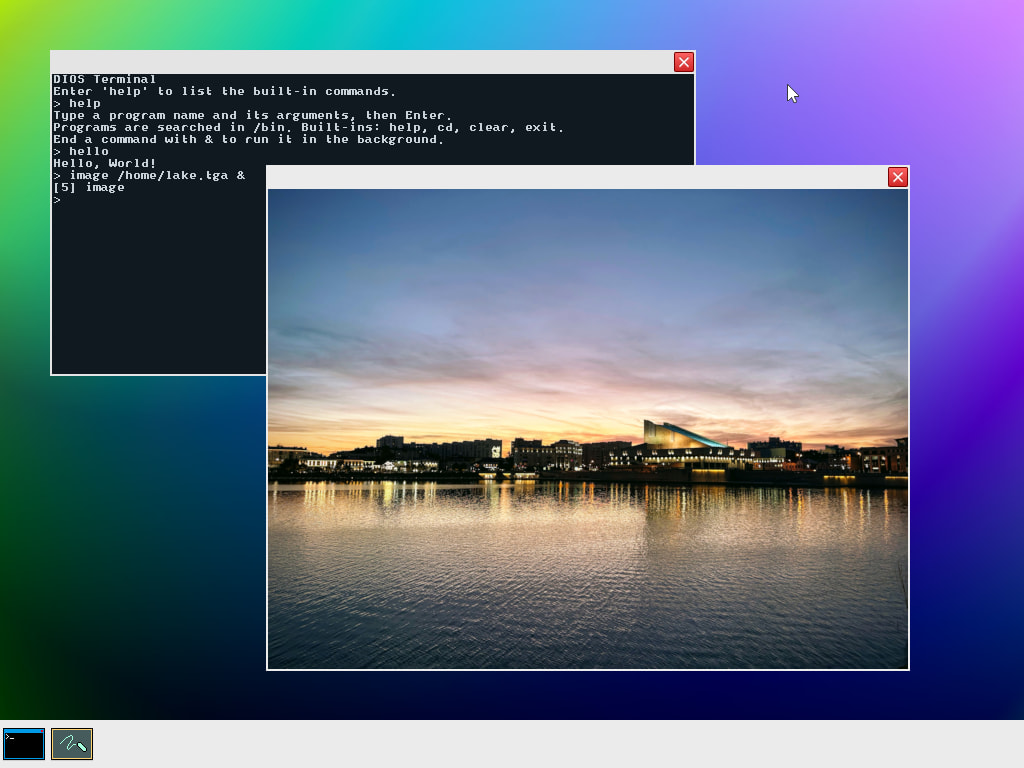 DIOS Terminal
Enter 'help' to list the built-in commands.
> help
Type a program name and its arguments, then Enter.
Programs are searched in /bin. Built-ins: help, cd, clear, exit.
End a command with & to run it in the background.
> hello
Hello, World!
> image /home/lake.tga &
[5] image
>
>_